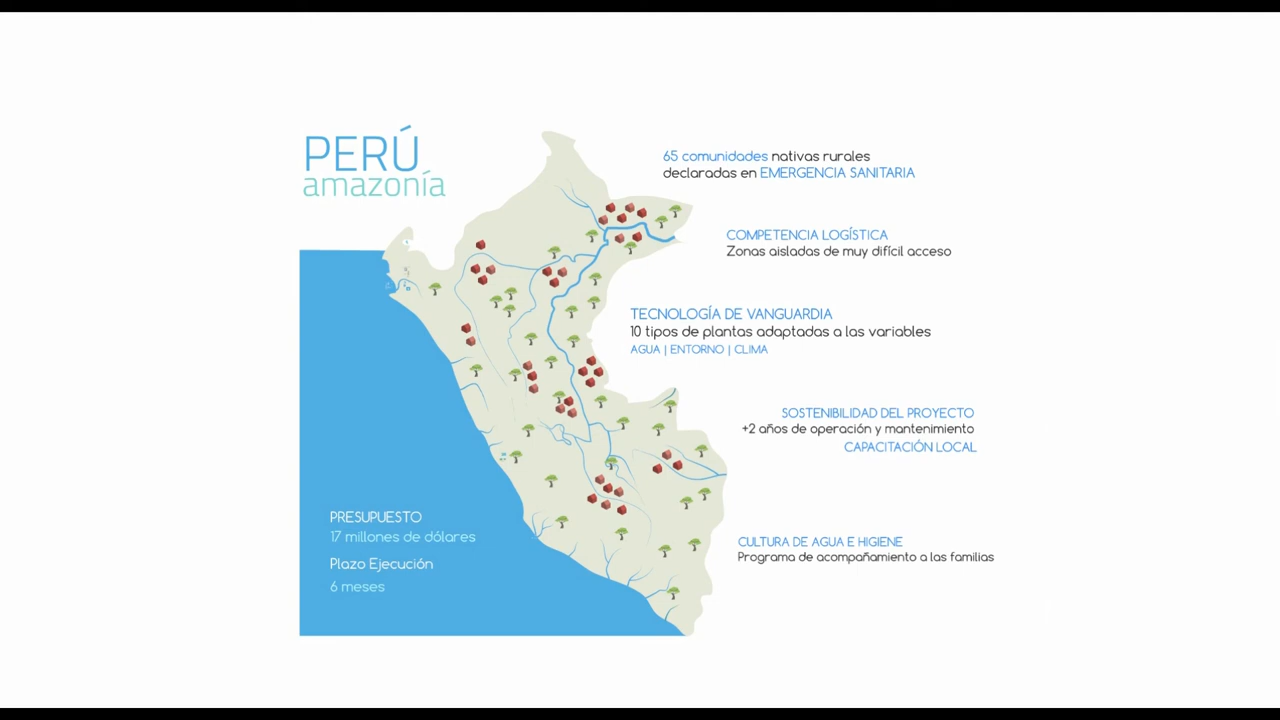 PERÚ
amazonía
65 comunidades nativas rurales
declaradas en EMERGENCIA SANITARIA
COMPETENCIA LOGÍSTICA
Zonas aisladas de muy difícil acceso
TECNOLOGÍA DE VANGUARDIA
10 tipos de plantas adaptadas a las variables
AGUA | ENTORNO | CLIMA
SOSTENIBILIDAD DEL PROYECTO
+2 años de operación y mantenimiento
CAPACITACIÓN LOCAL
PRESUPUESTO
17 millones de dólares
Plazo Ejecución
6 meses
CULTURA DE AGUA E HIGIENE
Programa de acompañamiento a las familias